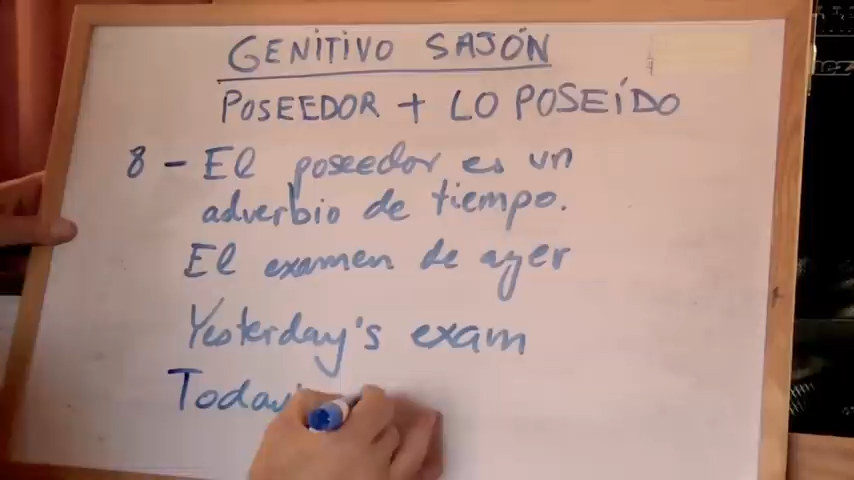 GENITIVO SAJÓN
POSEEDOR + LO POSEÍDO
8 - El poseedor es un
adverbio de tiempo.
El examen de ayer
Yesterday's exam
Today